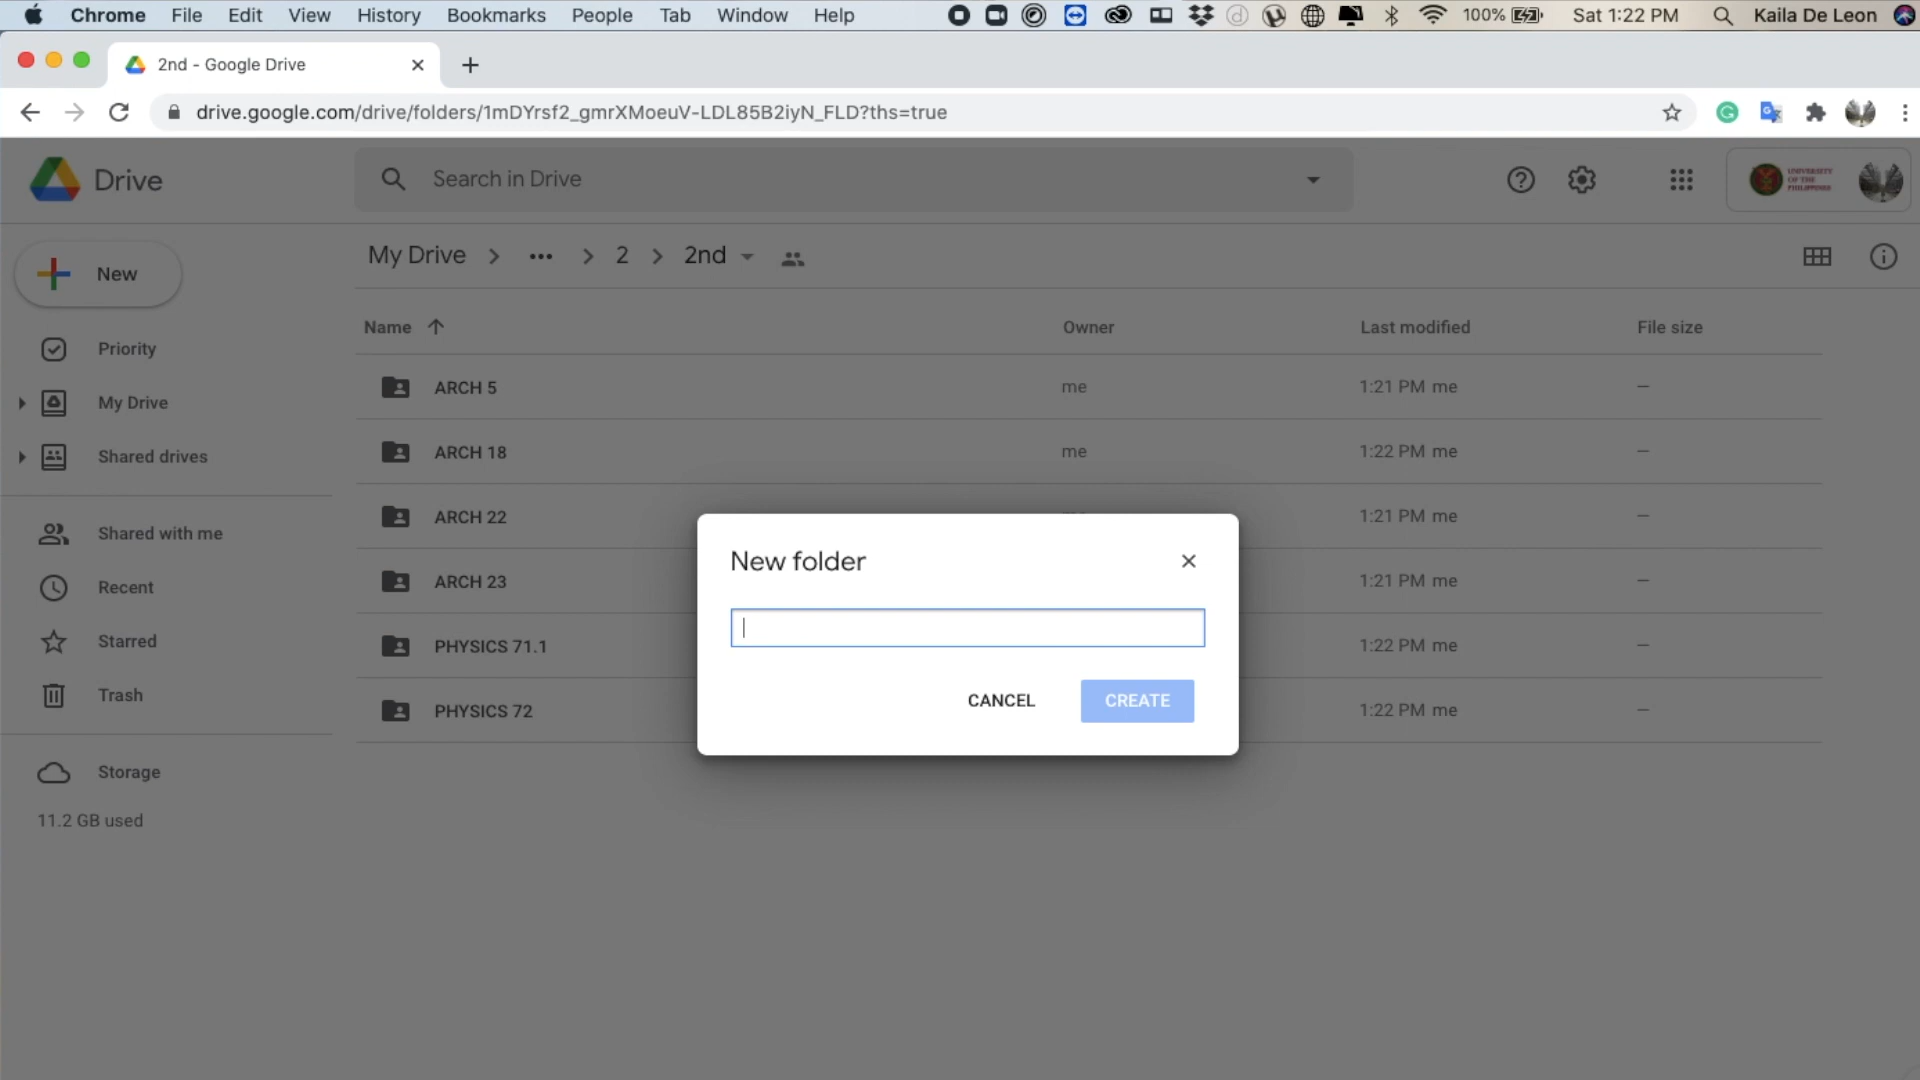 Chrome File Edit View History Bookmarks People Tab Window Help 100% Sat 1:22 PM Kaila De Leon
2nd - Google Drive
drive.google.com/drive/folders/1mDYrsf2_gmrXMoeuV-LDL85B2iyN_FLD?ths=true
Drive
Search in Drive
UNIVERSITY
OF THE
PHILIPPINES
New
My Drive > ... > 2 > 2nd
Name Owner Last modified File size
Priority
My Drive
Shared drives
Shared with me
Recent
Starred
Trash
Storage
11.2 GB used
ARCH 5 me 1:21 PM me —
ARCH 18 me 1:22 PM me —
ARCH 22 1:21 PM me —
ARCH 23 1:21 PM me —
PHYSICS 71.1 1:22 PM me —
PHYSICS 72 1:22 PM me —
New folder
CANCEL CREATE